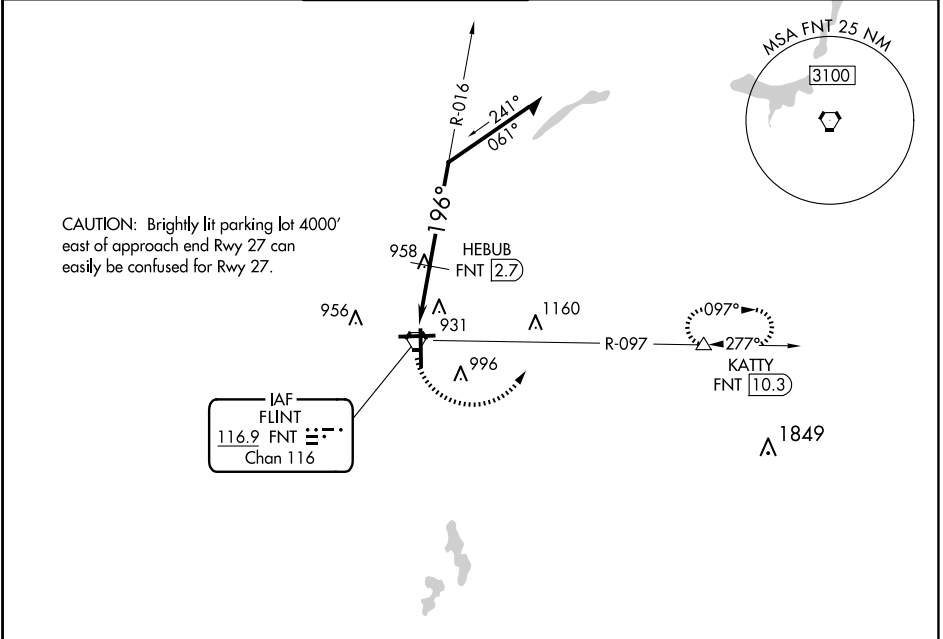 MSA FNT 25 NM
3100
R-016
241°
061°
196°
CAUTION: Brightly lit parking lot 4000'
east of approach end Rwy 27 can
easily be confused for Rwy 27.
958
HEBUB
FNT 2.7
956
931
1160
097°
R-097
277°
KATTY
FNT 10.3
996
IAF
FLINT
116.9 FNT
Chan 116
1849